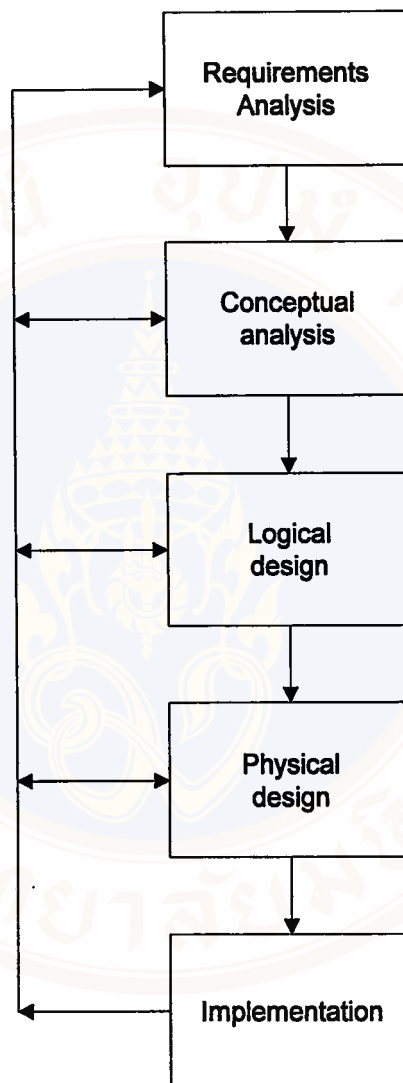 Requirements
Analysis
Conceptual
analysis
Logical
design
Physical
design
Implementation